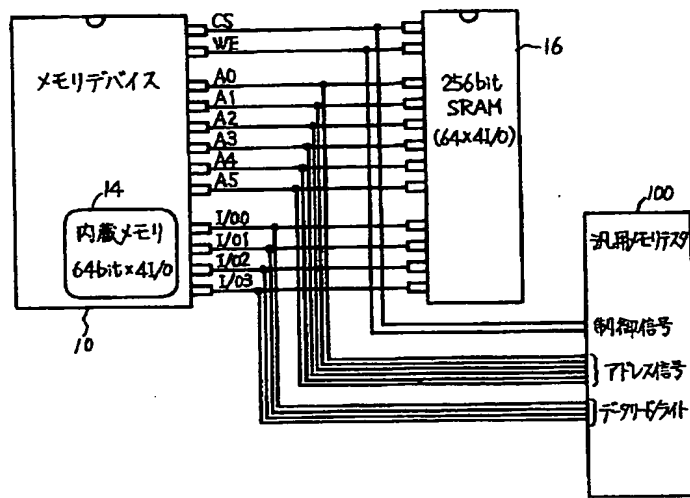 メモリデバイス
14
内蔵メモリ
64bit×4I/O
10
CS
WE
A0
A1
A2
A3
A4
A5
I/O0
I/O1
I/O2
I/O3
256bit
SRAM
(64×4I/O)
16
100
汎用メモリテスタ
制御信号
アドレス信号
データリード/ライト